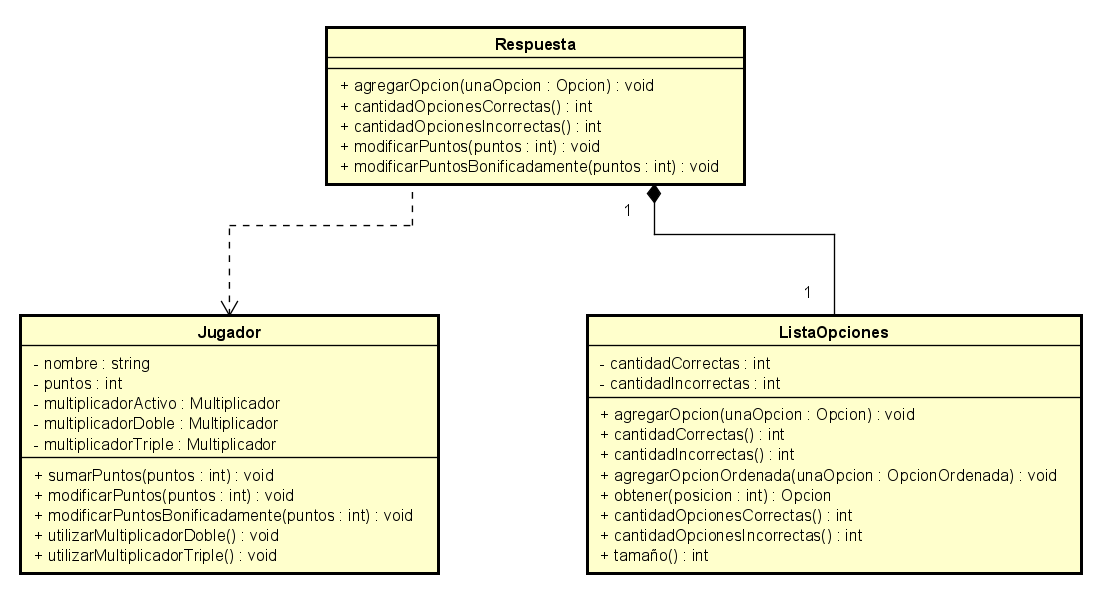 Respuesta
+ agregarOpcion(unaOpcion : Opcion) : void
+ cantidadOpcionesCorrectas() : int
+ cantidadOpcionesIncorrectas() : int
+ modificarPuntos(puntos : int) : void
+ modificarPuntosBonificadamente(puntos : int) : void
1
1
Jugador
- nombre : string
- puntos : int
- multiplicadorActivo : Multiplicador
- multiplicadorDoble : Multiplicador
- multiplicadorTriple : Multiplicador
+ sumarPuntos(puntos : int) : void
+ modificarPuntos(puntos : int) : void
+ modificarPuntosBonificadamente(puntos : int) : void
+ utilizarMultiplicadorDoble() : void
+ utilizarMultiplicadorTriple() : void
ListaOpciones
- cantidadCorrectas : int
- cantidadIncorrectas : int
+ agregarOpcion(unaOpcion : Opcion) : void
+ cantidadCorrectas() : int
+ cantidadIncorrectas() : int
+ agregarOpcionOrdenada(unaOpcion : OpcionOrdenada) : void
+ obtener(posicion : int) : Opcion
+ cantidadOpcionesCorrectas() : int
+ cantidadOpcionesIncorrectas() : int
+ tamaño() : int